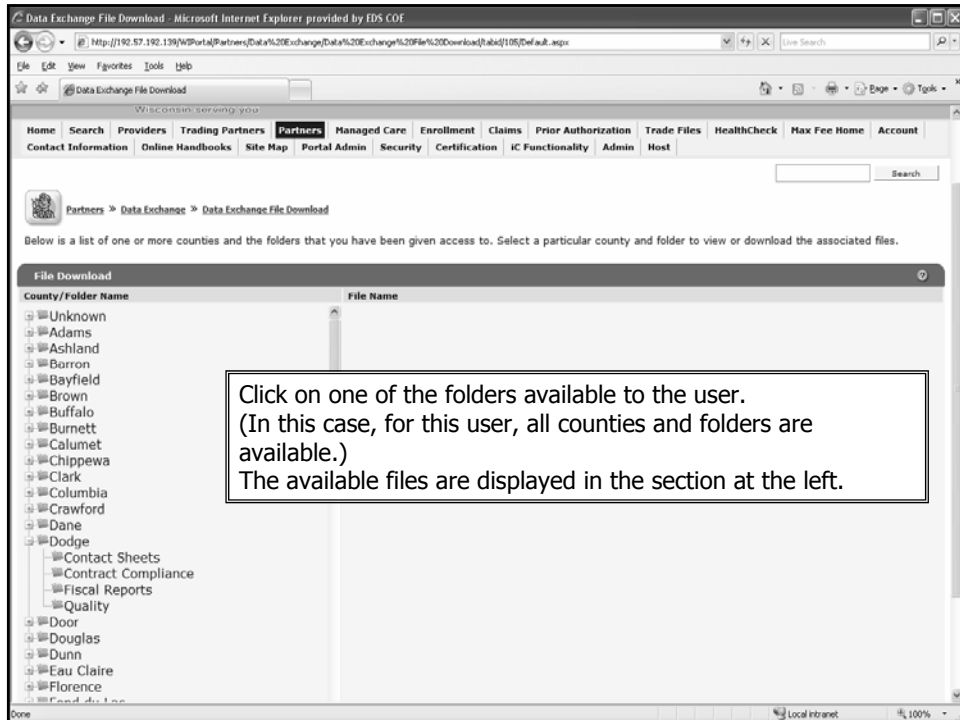 Data Exchange File Download - Microsoft Internet Explorer provided by EDS COE
http://192.57.192.139/WIPortal/Partners/Data%20Exchange/Data%20Exchange%20File%20Download/tabid/105/Default.aspx
Live Search
File Edit View Favorites Tools Help
Data Exchange File Download
Page Tools
Wisconsin serving you
Home Search Providers Trading Partners Partners Managed Care Enrollment Claims Prior Authorization Trade Files HealthCheck Max Fee Home Account
Contact Information Online Handbooks Site Map Portal Admin Security Certification iC Functionality Admin Host
Search
Partners » Data Exchange » Data Exchange File Download
Below is a list of one or more counties and the folders that you have been given access to. Select a particular county and folder to view or download the associated files.
File Download
County/Folder Name File Name
Unknown
Adams
Ashland
Barron
Bayfield
Brown
Buffalo
Burnett
Calumet
Chippewa
Clark
Columbia
Crawford
Dane
Dodge
Contact Sheets
Contract Compliance
Fiscal Reports
Quality
Door
Douglas
Dunn
Eau Claire
Florence
Fond du Lac
Click on one of the folders available to the user.
(In this case, for this user, all counties and folders are
available.)
The available files are displayed in the section at the left.
Done Local intranet 100%